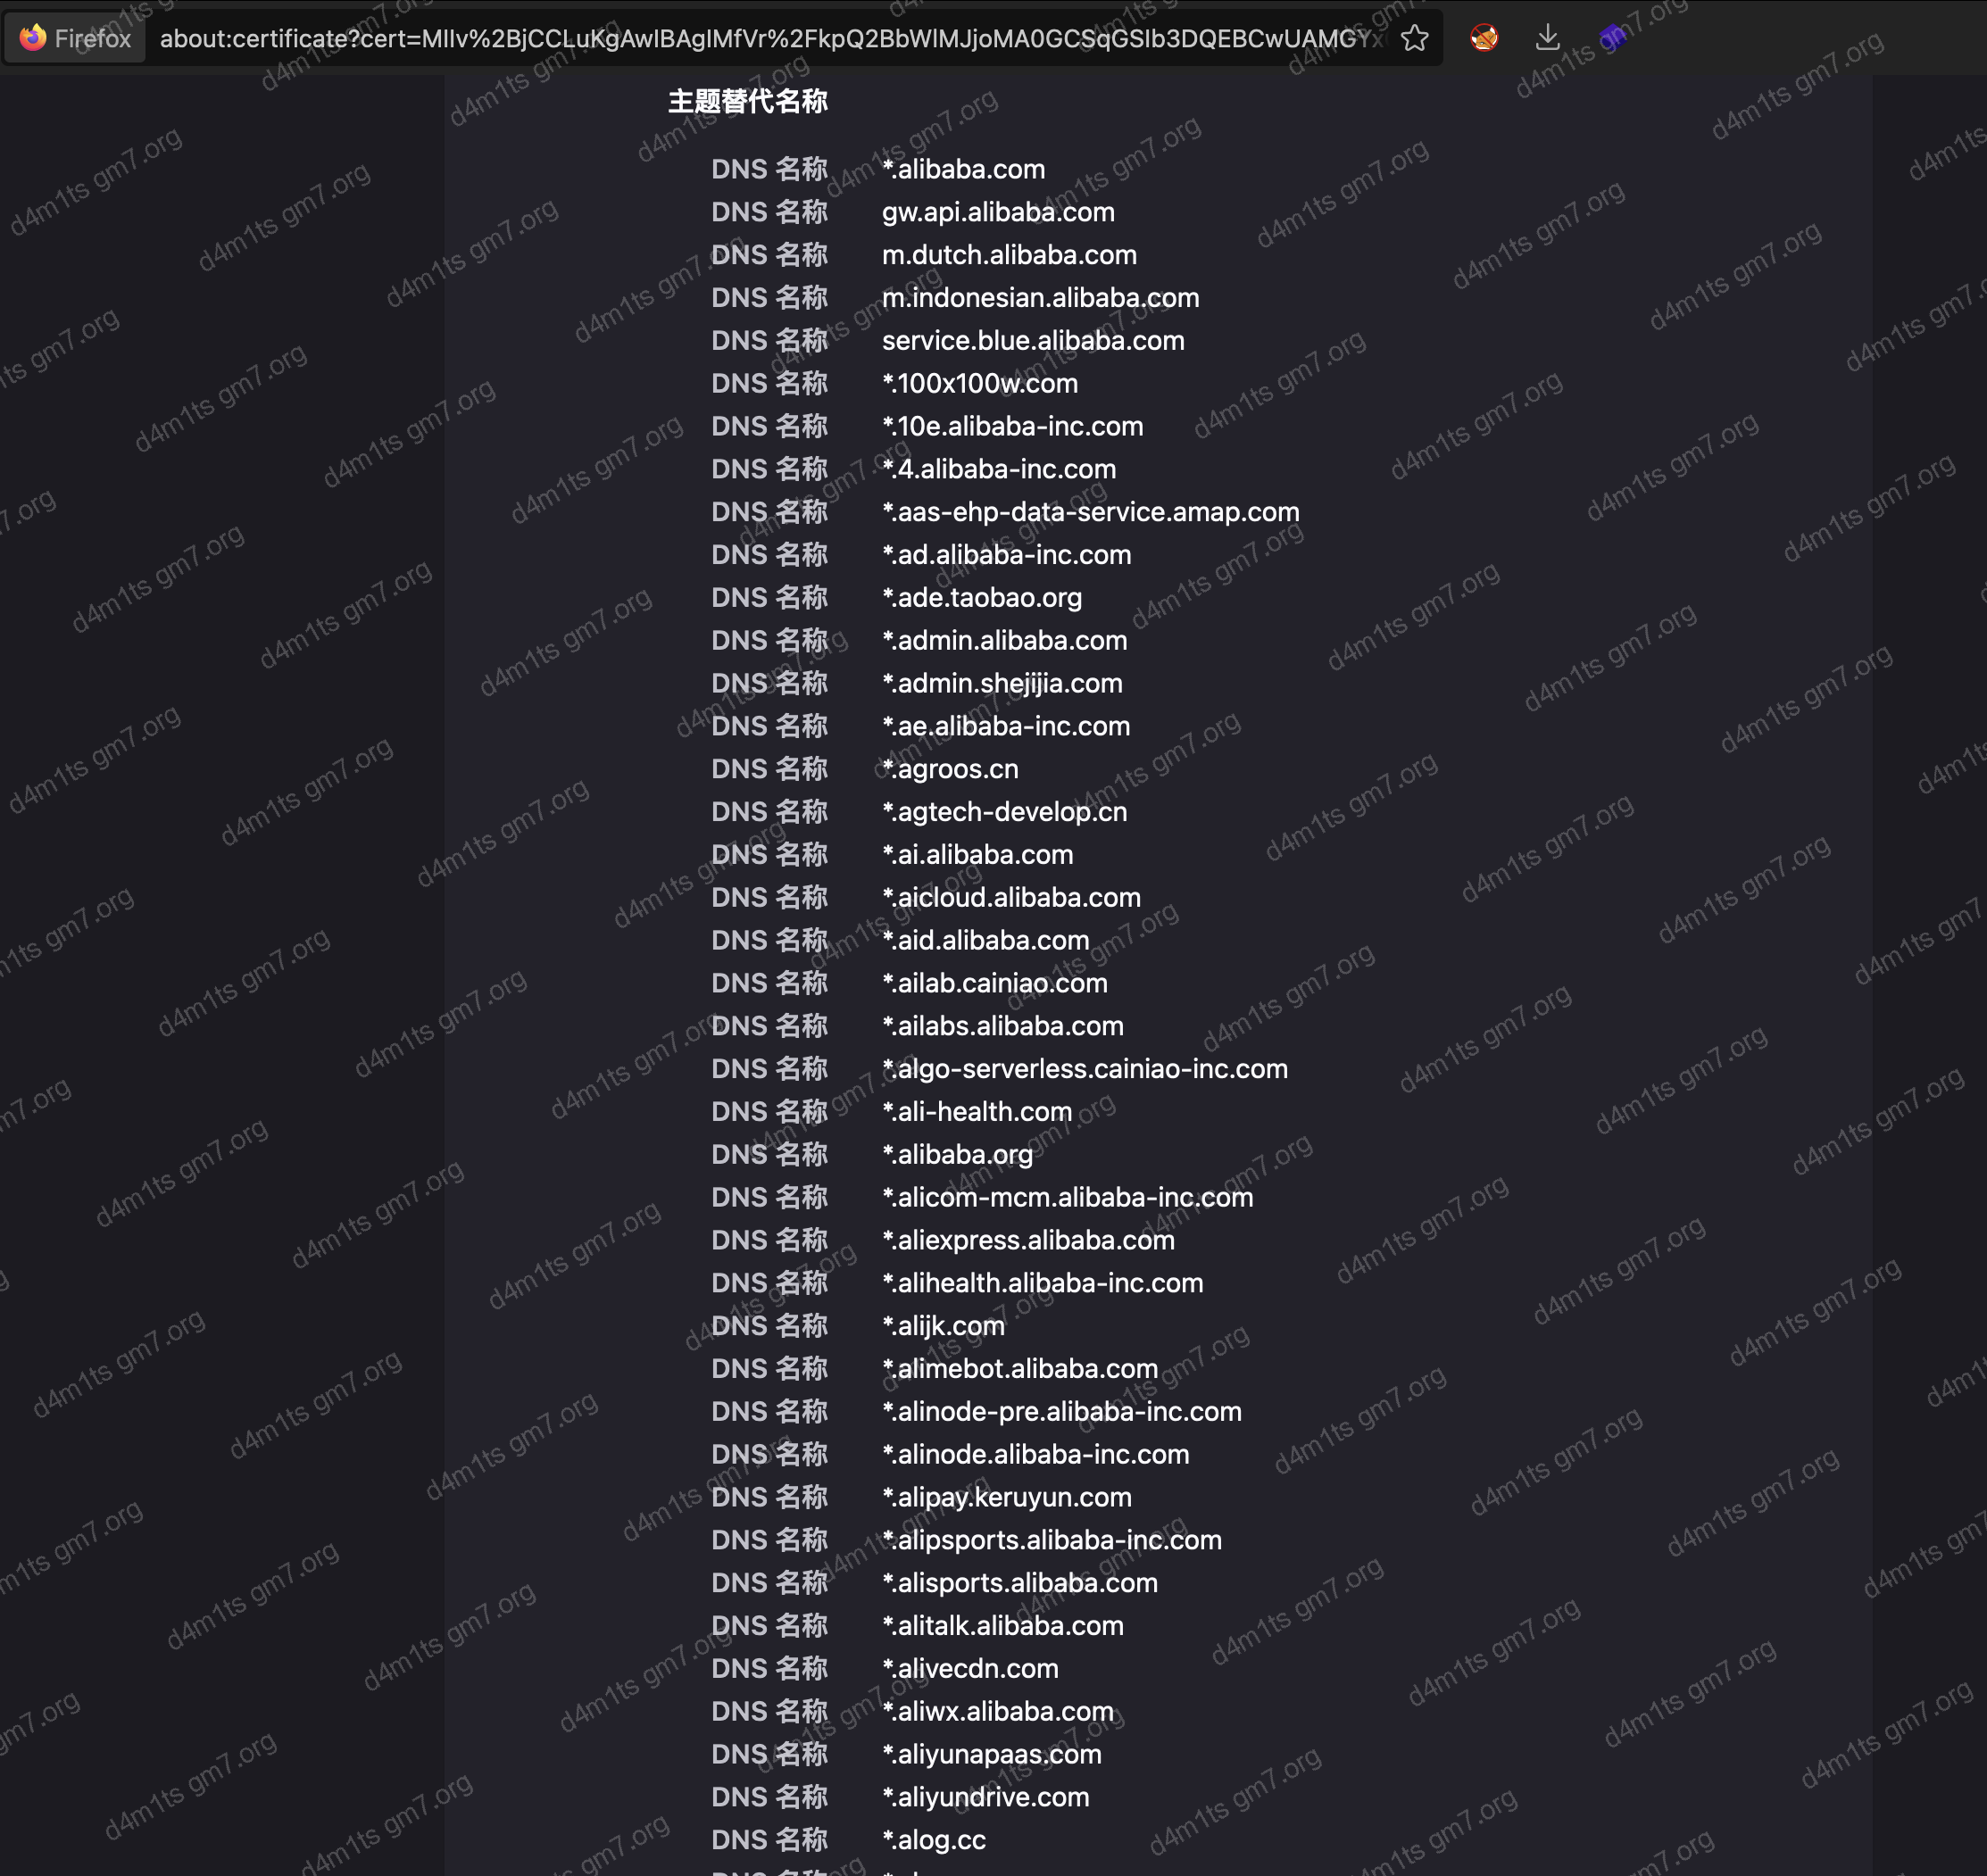 Firefox about:certificate?cert=MIIv%2BjCCLuKgAwIBAgIMfVr%2FkpQ2BbWIMJjoMA0GCSqGSIb3DQEBCwUAMGYx
主题替代名称
DNS 名称 *.alibaba.com
DNS 名称 gw.api.alibaba.com
DNS 名称 m.dutch.alibaba.com
DNS 名称 m.indonesian.alibaba.com
DNS 名称 service.blue.alibaba.com
DNS 名称 *.100x100w.com
DNS 名称 *.10e.alibaba-inc.com
DNS 名称 *.4.alibaba-inc.com
DNS 名称 *.aas-ehp-data-service.amap.com
DNS 名称 *.ad.alibaba-inc.com
DNS 名称 *.ade.taobao.org
DNS 名称 *.admin.alibaba.com
DNS 名称 *.admin.shejijia.com
DNS 名称 *.ae.alibaba-inc.com
DNS 名称 *.agroos.cn
DNS 名称 *.agtech-develop.cn
DNS 名称 *.ai.alibaba.com
DNS 名称 *.aicloud.alibaba.com
DNS 名称 *.aid.alibaba.com
DNS 名称 *.ailab.cainiao.com
DNS 名称 *.ailabs.alibaba.com
DNS 名称 *.algo-serverless.cainiao-inc.com
DNS 名称 *.ali-health.com
DNS 名称 *.alibaba.org
DNS 名称 *.alicom-mcm.alibaba-inc.com
DNS 名称 *.aliexpress.alibaba.com
DNS 名称 *.alihealth.alibaba-inc.com
DNS 名称 *.alijk.com
DNS 名称 *.alimebot.alibaba.com
DNS 名称 *.alinode-pre.alibaba-inc.com
DNS 名称 *.alinode.alibaba-inc.com
DNS 名称 *.alipay.keruyun.com
DNS 名称 *.alipsports.alibaba-inc.com
DNS 名称 *.alisports.alibaba.com
DNS 名称 *.alitalk.alibaba.com
DNS 名称 *.alivecdn.com
DNS 名称 *.aliwx.alibaba.com
DNS 名称 *.aliyunapaas.com
DNS 名称 *.aliyundrive.com
DNS 名称 *.alog.cc
d4m1ts gm7.org